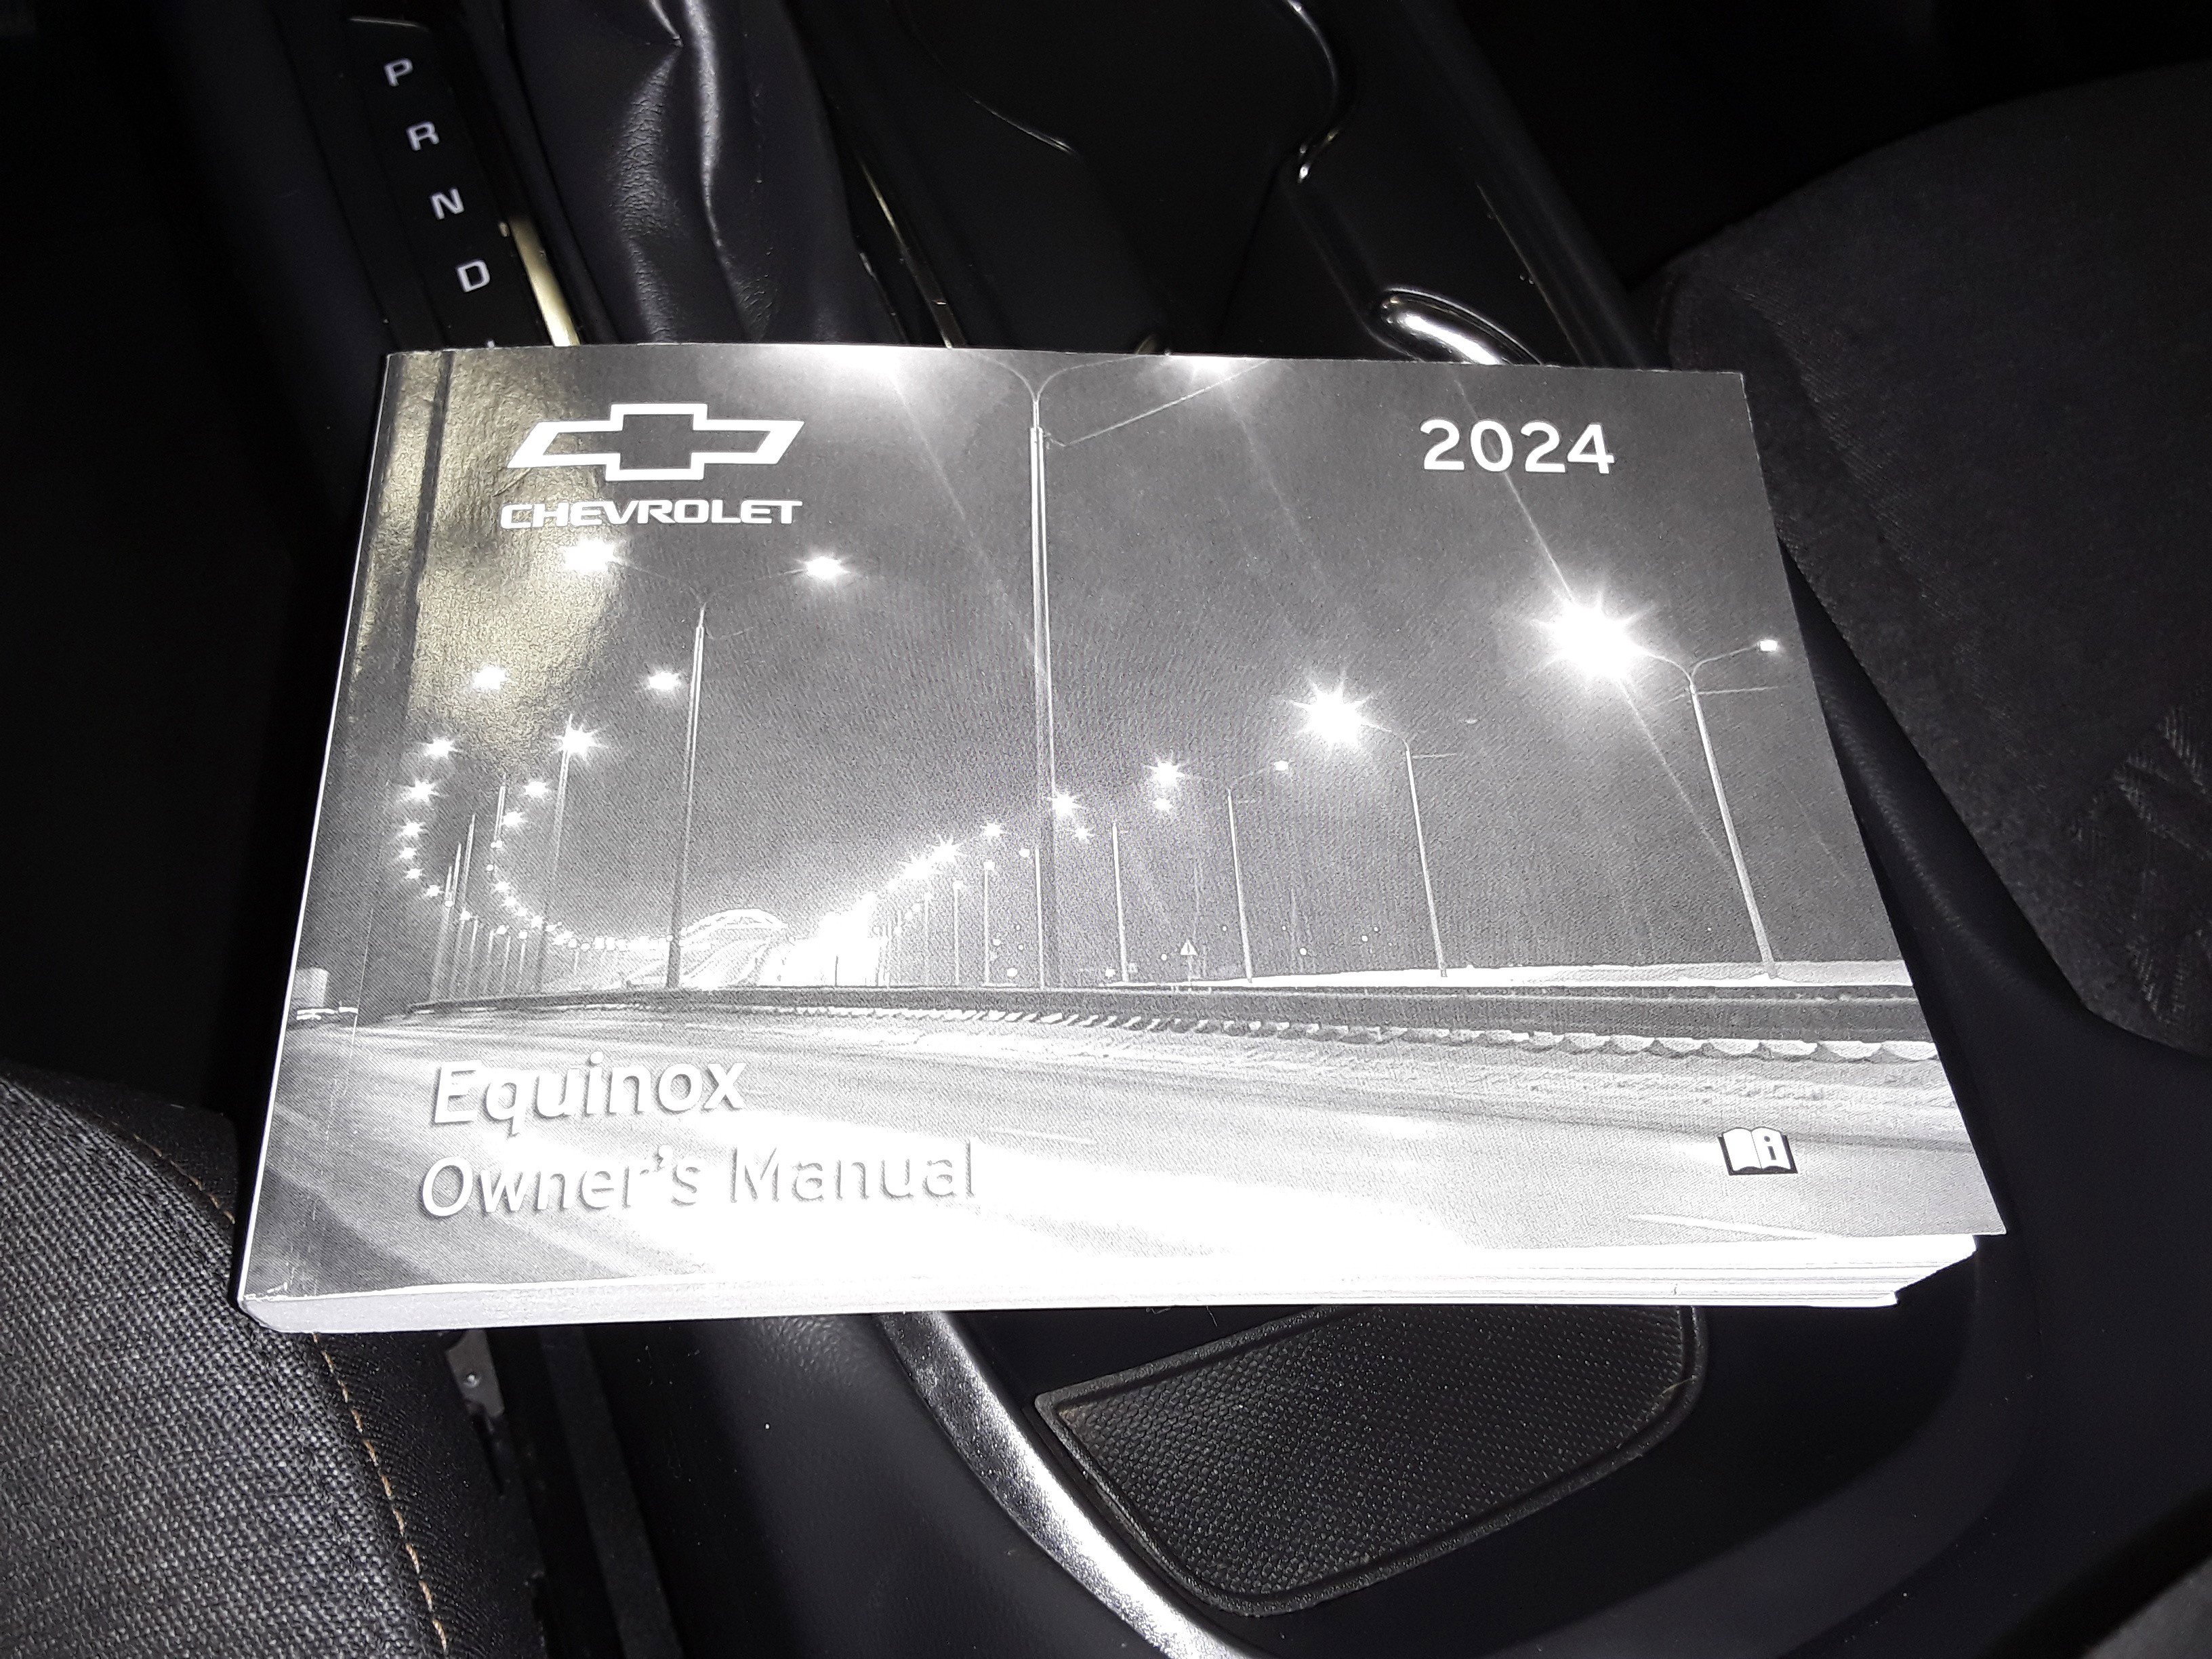 P
R
N
D
CHEVROLET
2024
Equinox
Owner's Manual
i